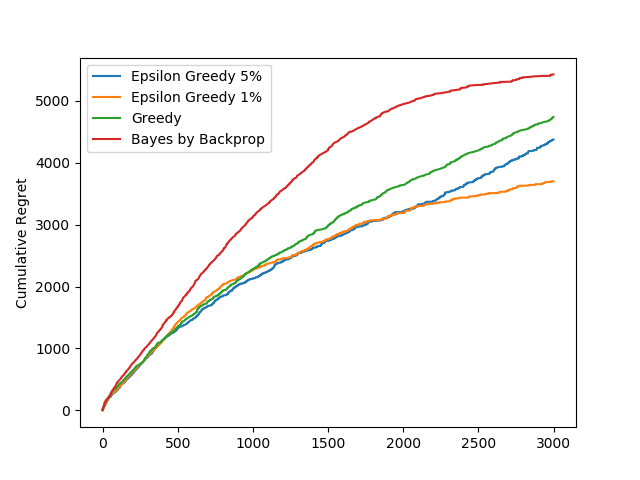 Epsilon Greedy 5%
Epsilon Greedy 1%
Greedy
Bayes by Backprop
Cumulative Regret
5000
4000
3000
2000
1000
0
0 500 1000 1500 2000 2500 3000